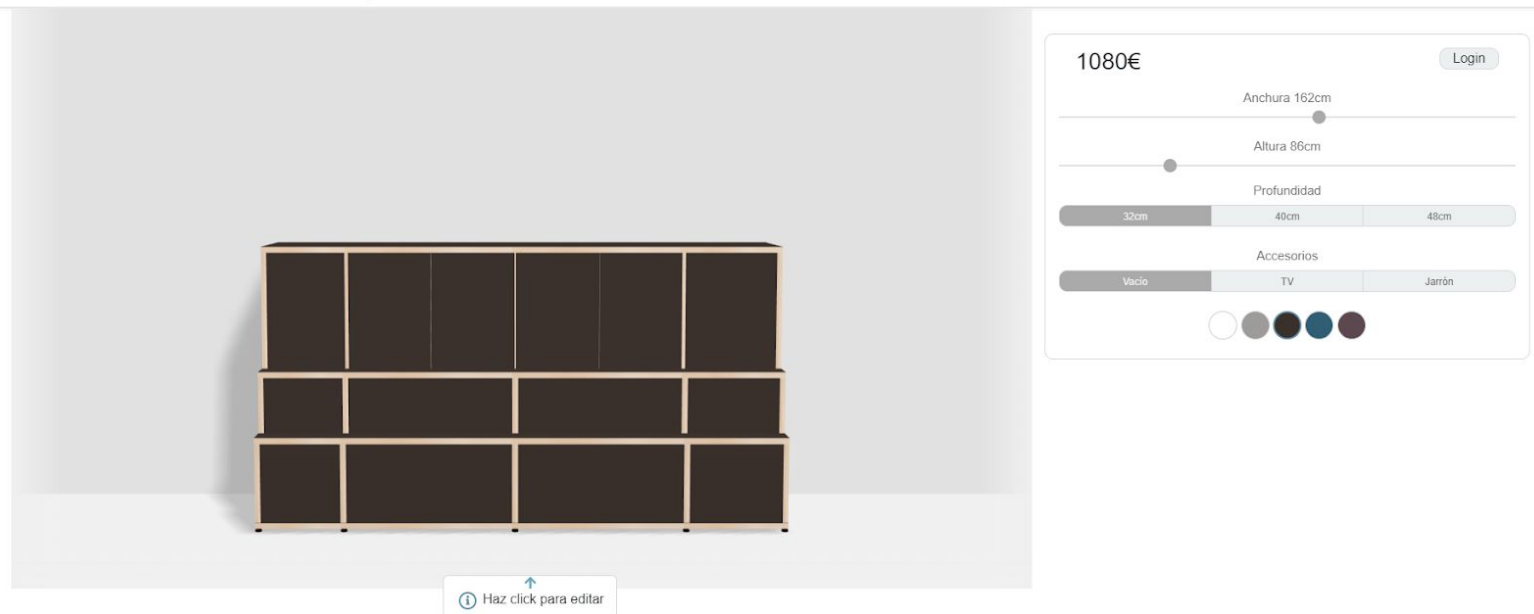 1080€
Login
Anchura 162cm
Altura 86cm
Profundidad
32cm 40cm 48cm
Accesorios
Vacío TV Jarrón
Haz click para editar